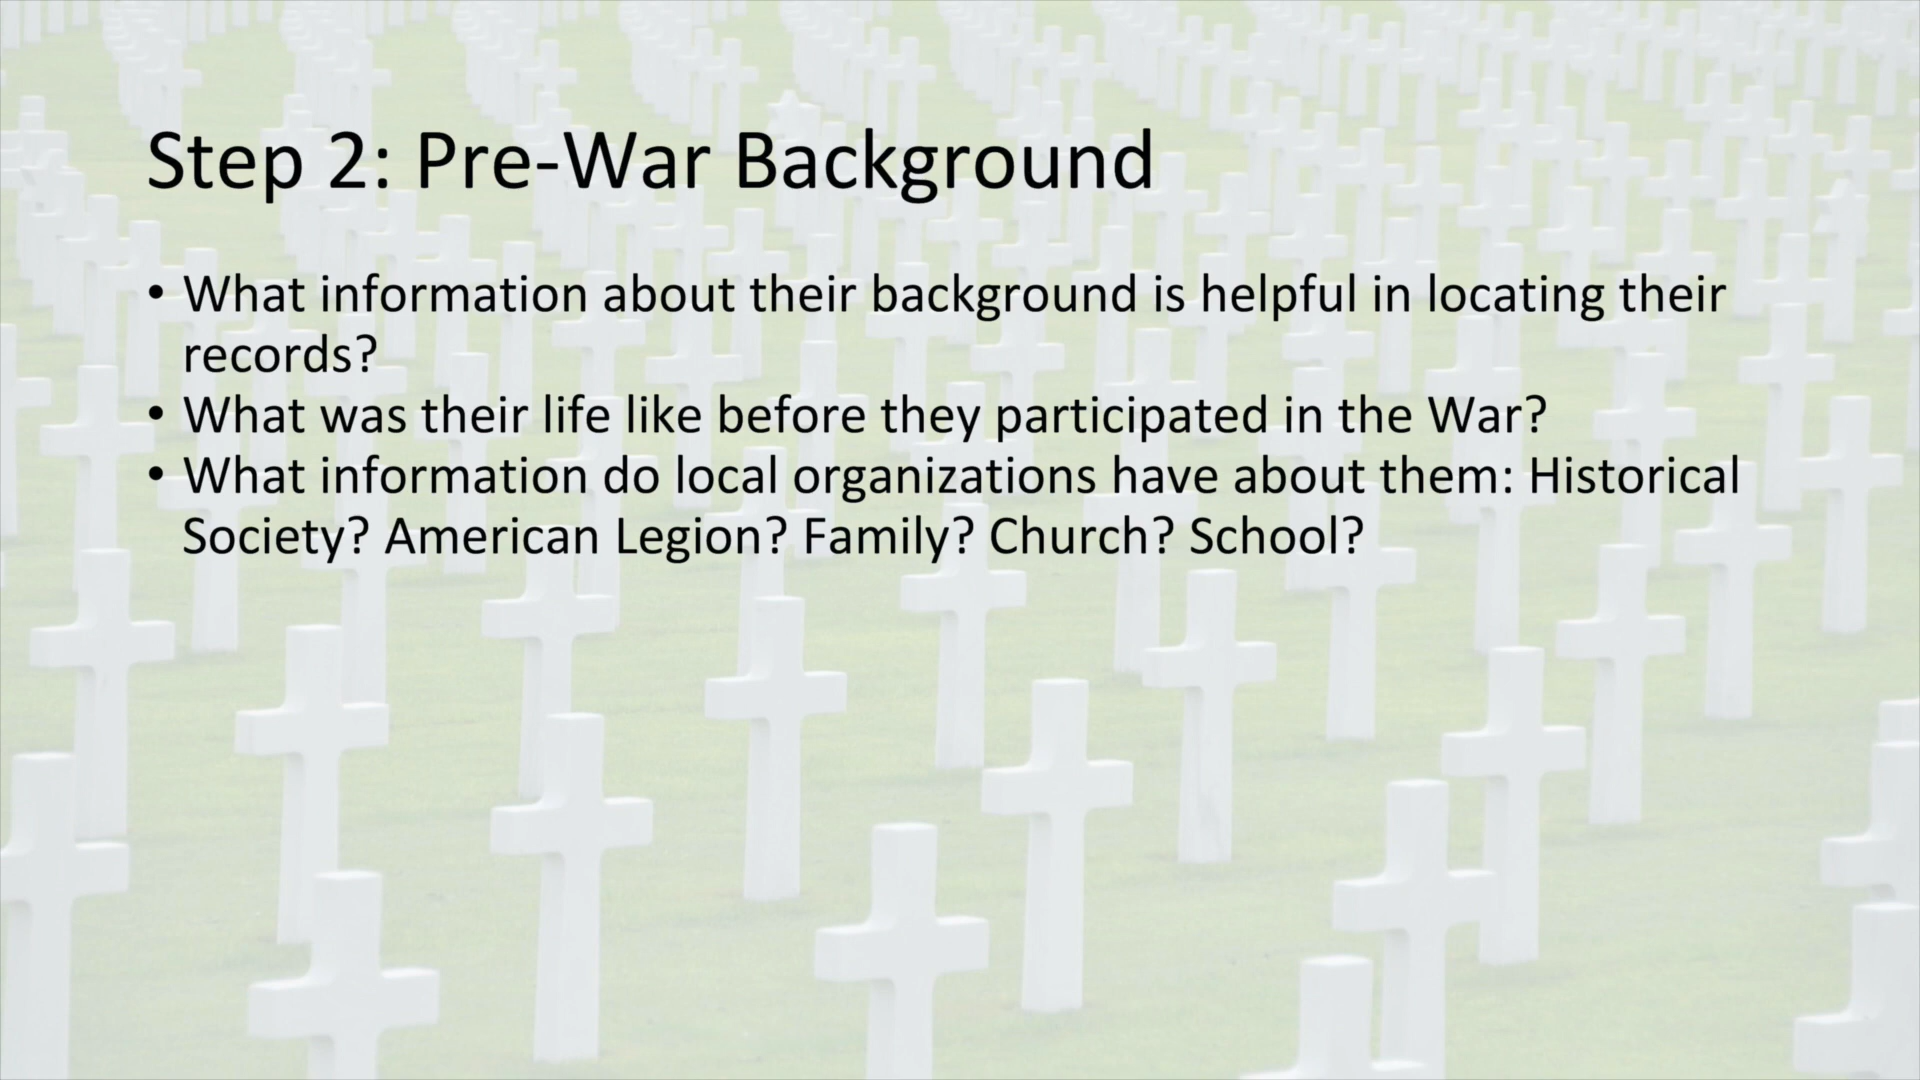 Step 2: Pre-War Background
• What information about their background is helpful in locating their
records?
• What was their life like before they participated in the War?
• What information do local organizations have about them: Historical
Society? American Legion? Family? Church? School?